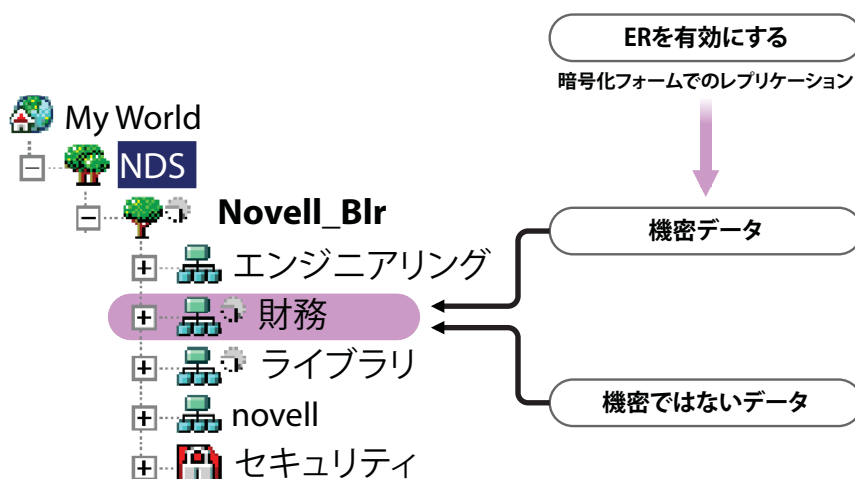 ERを有効にする
暗号化フォームでのレプリケーション
My World
NDS
Novell_Blr
機密データ
エンジニアリング
財務
ライブラリ
機密ではないデータ
novell
セキュリティ